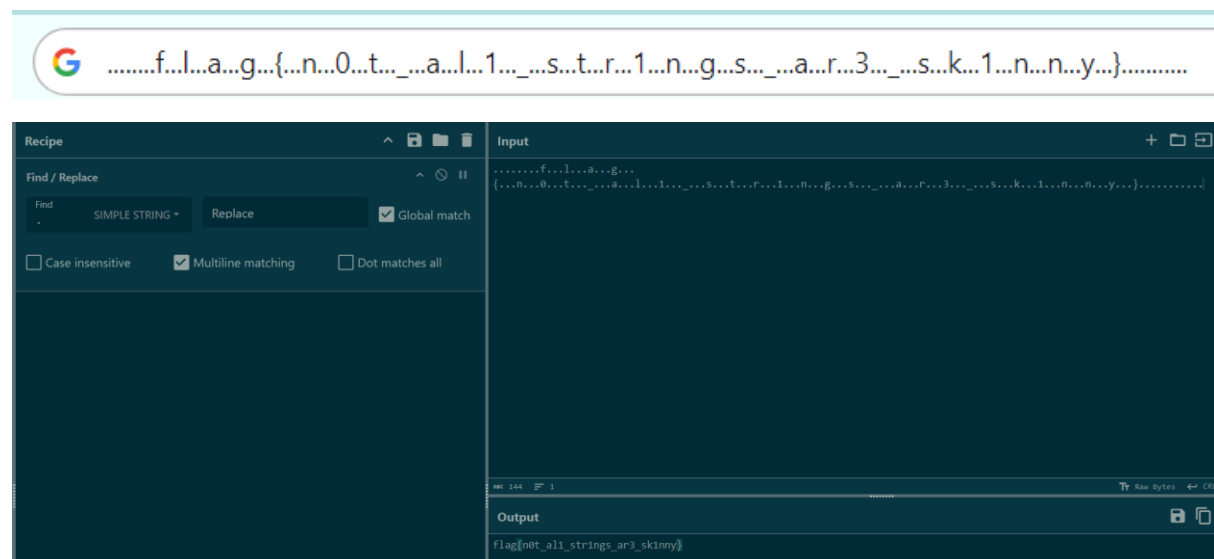 G ........f...l...a...g...{...n...0...t..._...a...l...1..._...s...t...r...1...n...g...s..._...a...r...3..._...s...k...1...n...n...y...}...........
Recipe
Input
Find / Replace
Find
.
SIMPLE STRING
Replace
Global match
Case insensitive
Multiline matching
Dot matches all
........f...l...a...g...
{...n...0...t..._...a...l...1..._...s...t...r...1...n...g...s..._...a...r...3..._...s...k...1...n...n...y...}...........
144 1
Raw Bytes
Output
flag{n0t_al1_str1ngs_ar3_sk1nny}